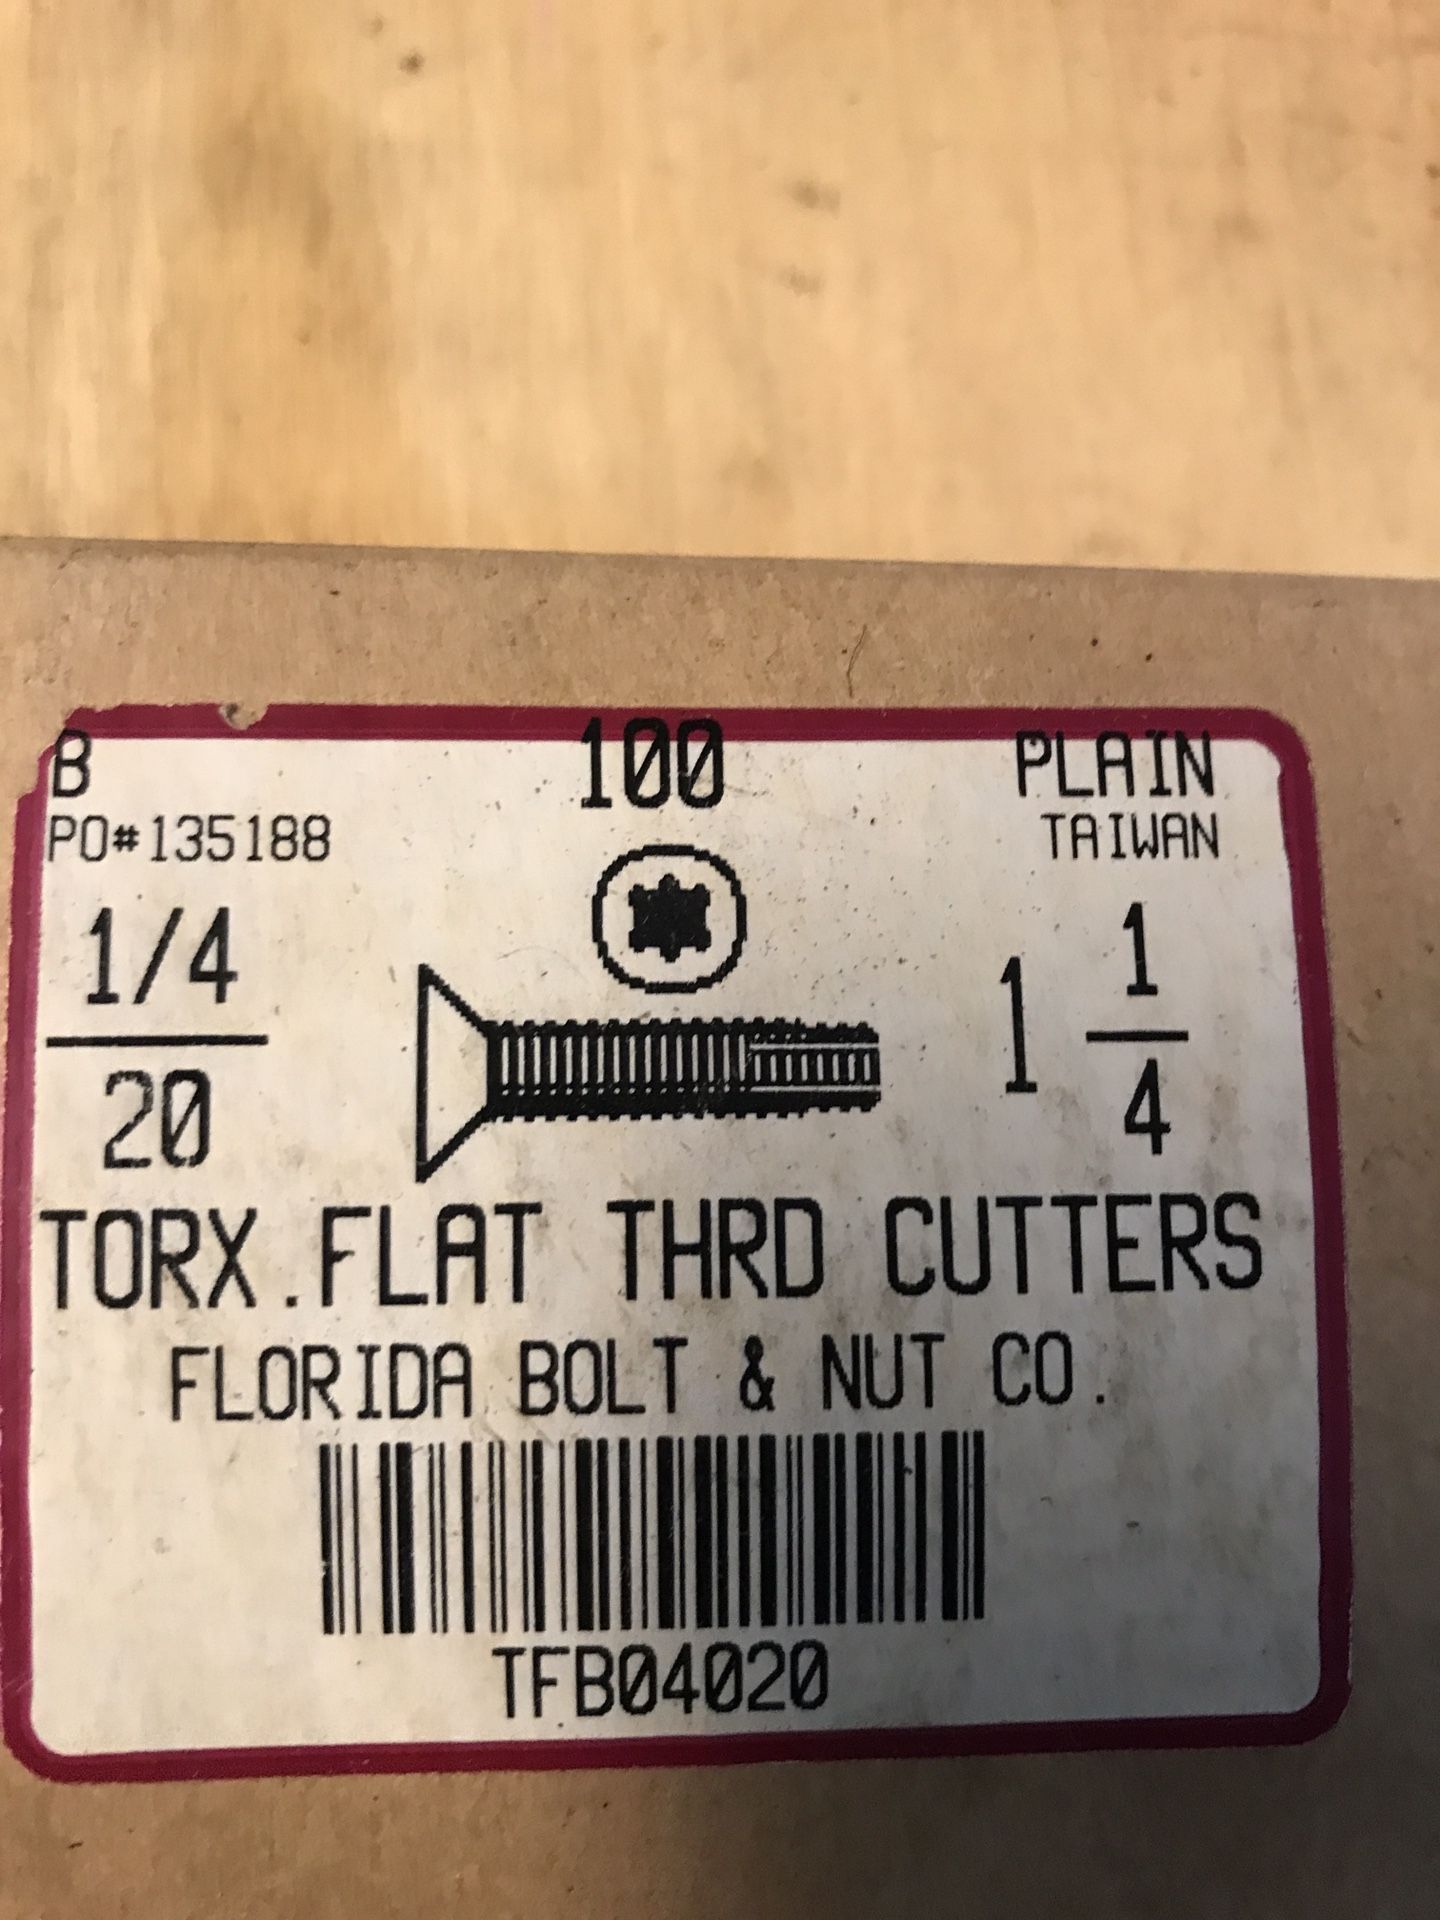 B 100 PLAIN
PO#135188 TAIWAN
1/4
20
1 1/4
TORX.FLAT THRD CUTTERS
FLORIDA BOLT & NUT CO.
TFB04020